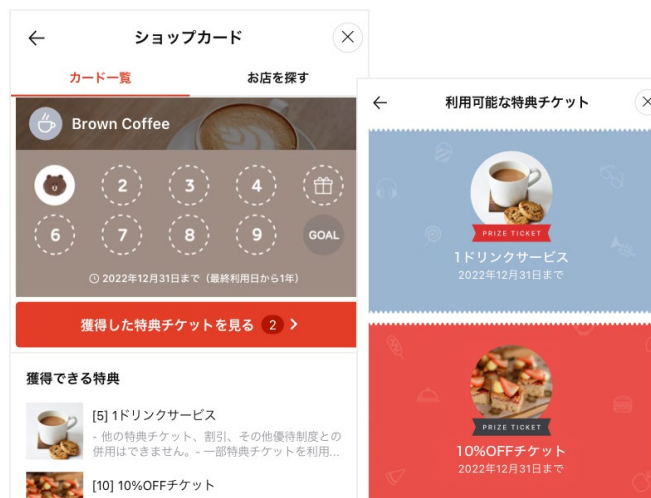 ショップカード
カード一覧
お店を探す
Brown Coffee
2
3
4
6
7
8
9
GOAL
2022年12月31日まで（最終利用日から1年）
獲得した特典チケットを見る 2
獲得できる特典
[5] 1ドリンクサービス
- 他の特典チケット、割引、その他優待制度との
併用はできません。- 一部特典チケットを利用...
[10] 10%OFFチケット
利用可能な特典チケット
PRIZE TICKET
1ドリンクサービス
2022年12月31日まで
PRIZE TICKET
10%OFFチケット
2022年12月31日まで